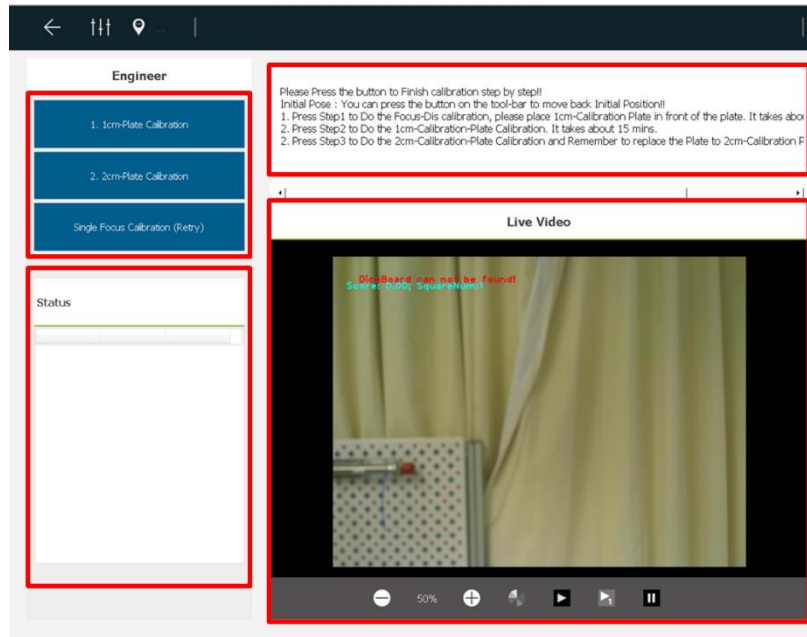 ...
Engineer
1. 1cm-Plate Calibration
2. 2cm-Plate Calibration
Single Focus Calibration (Retry)
Status
Please Press the button to Finish calibration step by step!!
Initial Pose : You can press the button on the tool-bar to move back Initial Position!!
1. Press Step1 to Do the Focus-Dis calibration, please place 1cm-Calibration Plate in front of the plate. It takes abo
2. Press Step2 to Do the 1cm-Calibration-Plate Calibration. It takes about 15 mins.
2. Press Step3 to Do the 2cm-Calibration-Plate Calibration and Remember to replace the Plate to 2cm-Calibration P
Live Video
DiceBoard can not be found!
Score: 0.00; SquareNum:1
50%
1